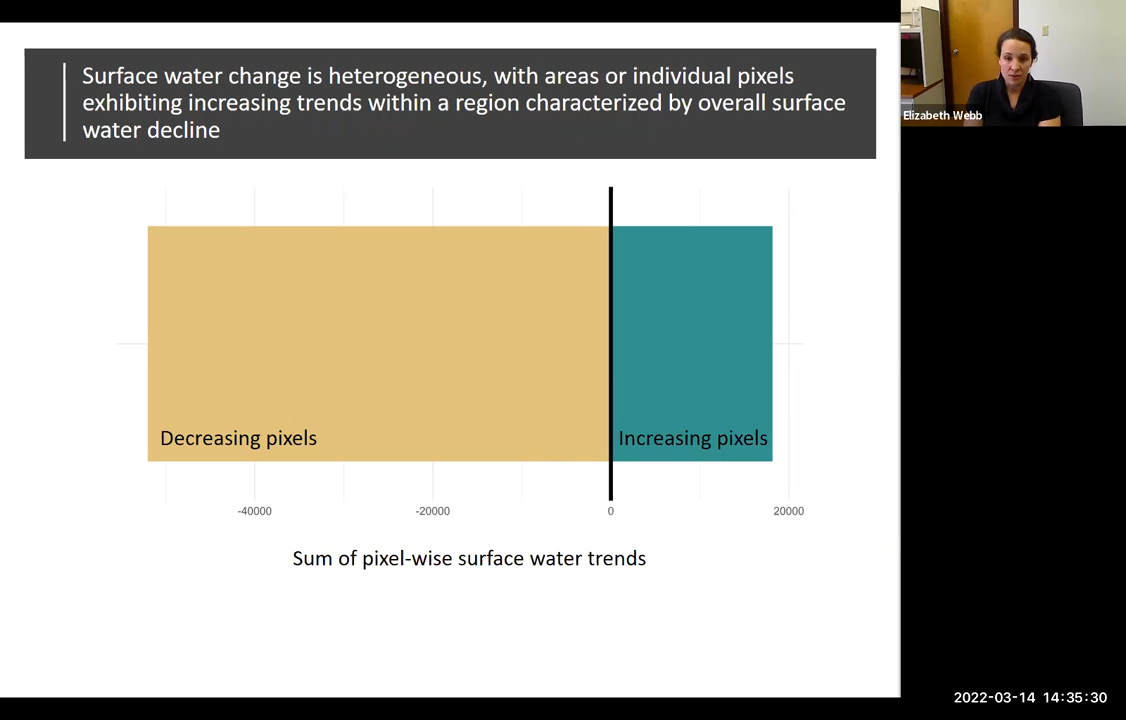 Surface water change is heterogeneous, with areas or individual pixels
exhibiting increasing trends within a region characterized by overall surface
water decline
Elizabeth Webb
Decreasing pixels
Increasing pixels
-40000
-20000
0
20000
Sum of pixel-wise surface water trends
2022-03-14 14:35:30